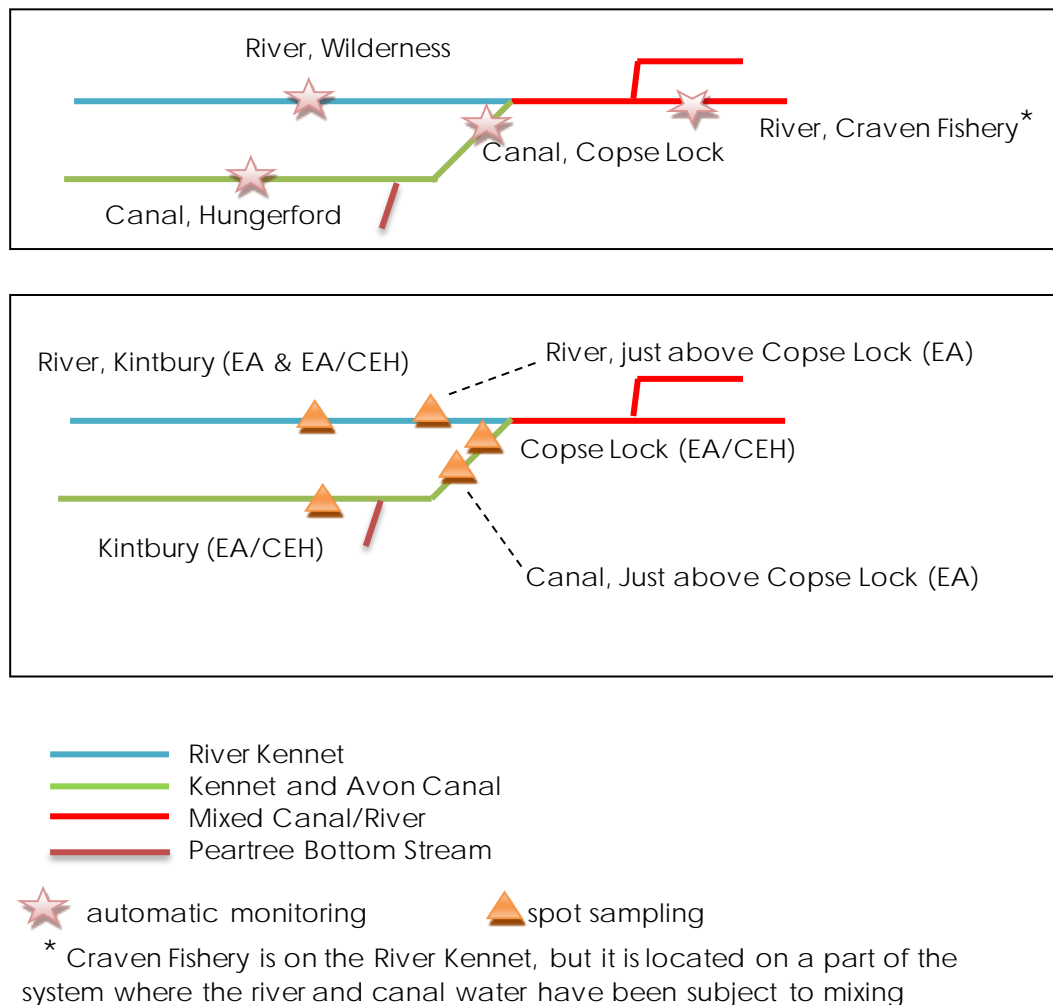 River, Wilderness
River, Craven Fishery*
Canal, Copse Lock
Canal, Hungerford
River, Kintbury (EA & EA/CEH)
River, just above Copse Lock (EA)
Copse Lock (EA/CEH)
Kintbury (EA/CEH)
Canal, Just above Copse Lock (EA)
River Kennet
Kennet and Avon Canal
Mixed Canal/River
Peartree Bottom Stream
automatic monitoring
spot sampling
* Craven Fishery is on the River Kennet, but it is located on a part of the
system where the river and canal water have been subject to mixing